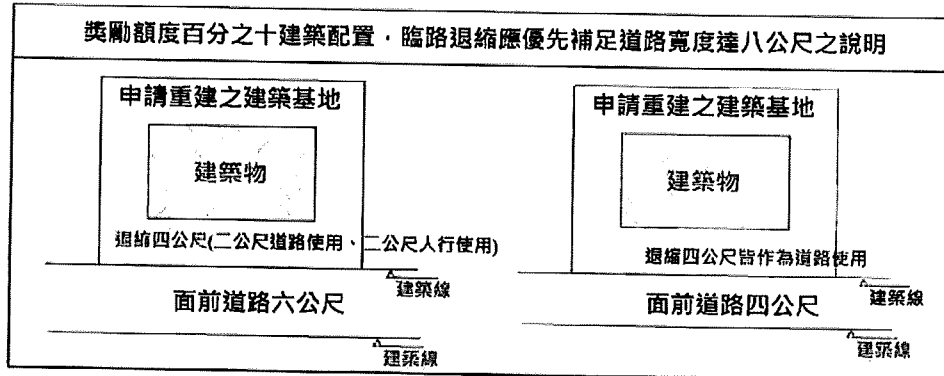 獎勵額度百分之十建築配置，臨路退縮應優先補足道路寬度達八公尺之說明
申請重建之建築基地
建築物
退縮四公尺(二公尺道路使用、二公尺人行使用)
建築線
面前道路六公尺
建築線
申請重建之建築基地
建築物
退縮四公尺皆作為道路使用
建築線
面前道路四公尺
建築線